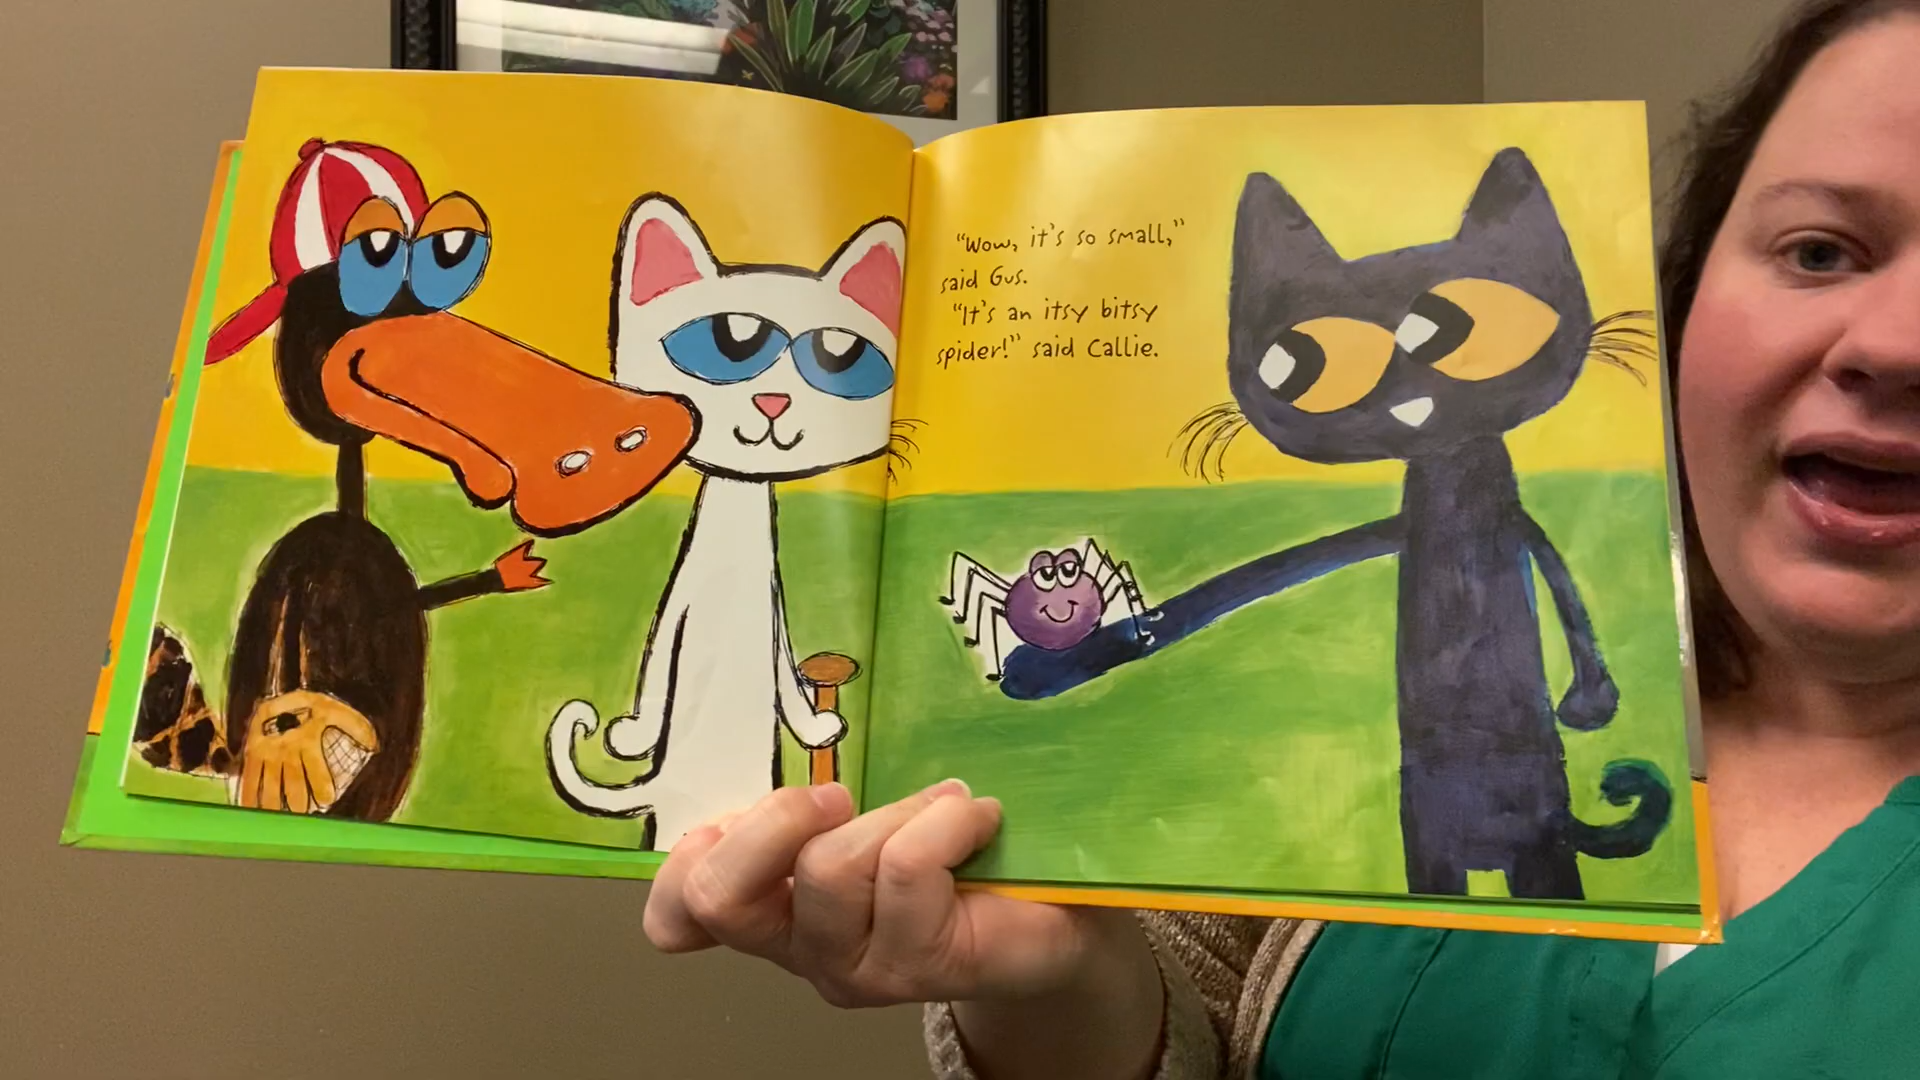 "Wow, it's so small,"
said Gus.
"It's an itsy bitsy
spider!" said Callie.